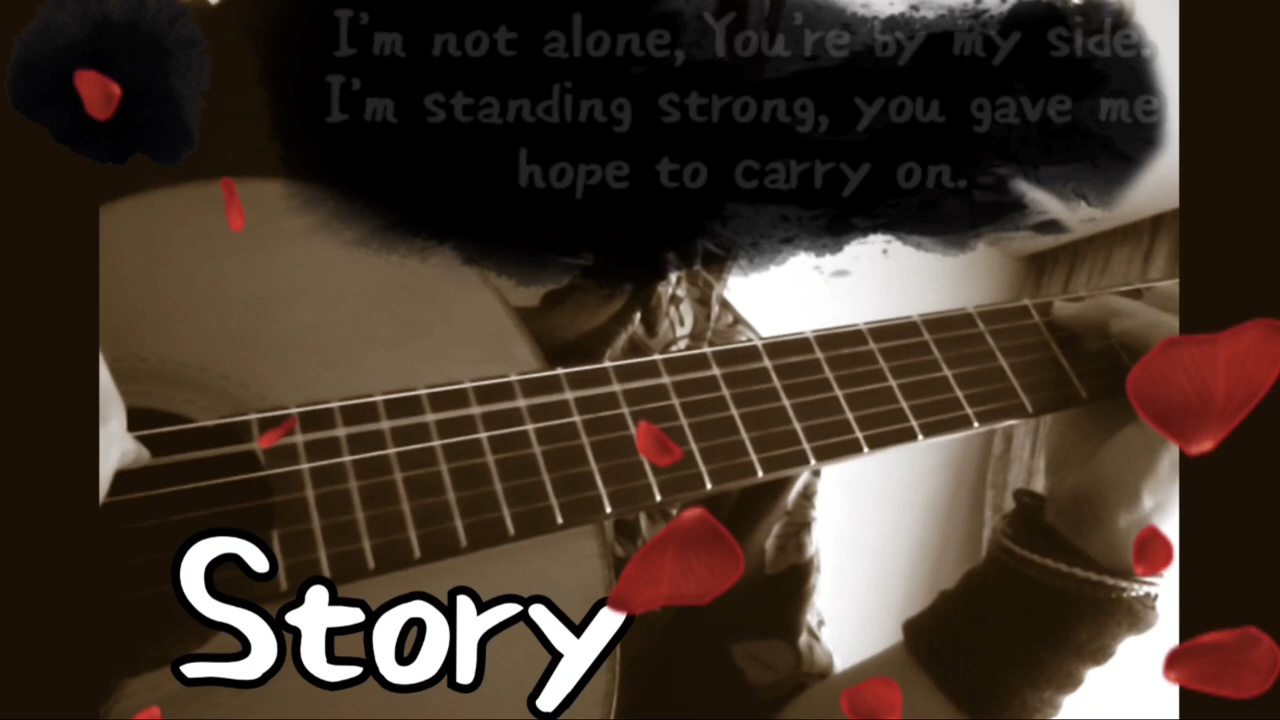 I'm not alone, You're by my side.
I'm standing strong, you gave me
hope to carry on.
Story